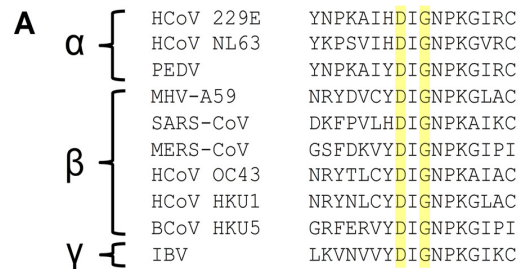 A
α
HCoV 229E YNPKAIHDIGNPKGIRC
HCoV NL63 YKPSVIHDIGNPKGVRC
PEDV YNPKAIYDIGNPKGIRC
β
MHV-A59 NRYDVCYDIGNPKGLAC
SARS-CoV DKFPVLHDIGNPKAIKC
MERS-CoV GSFDKVYDIGNPKGIPI
HCoV OC43 NRYTLCYDIGNPKAIAC
HCoV HKU1 NRYNLCYDIGNPKGLAC
BCoV HKU5 GRFERVYDIGNPKGIPI
γ
IBV LKVNVVYDIGNPKGIKC